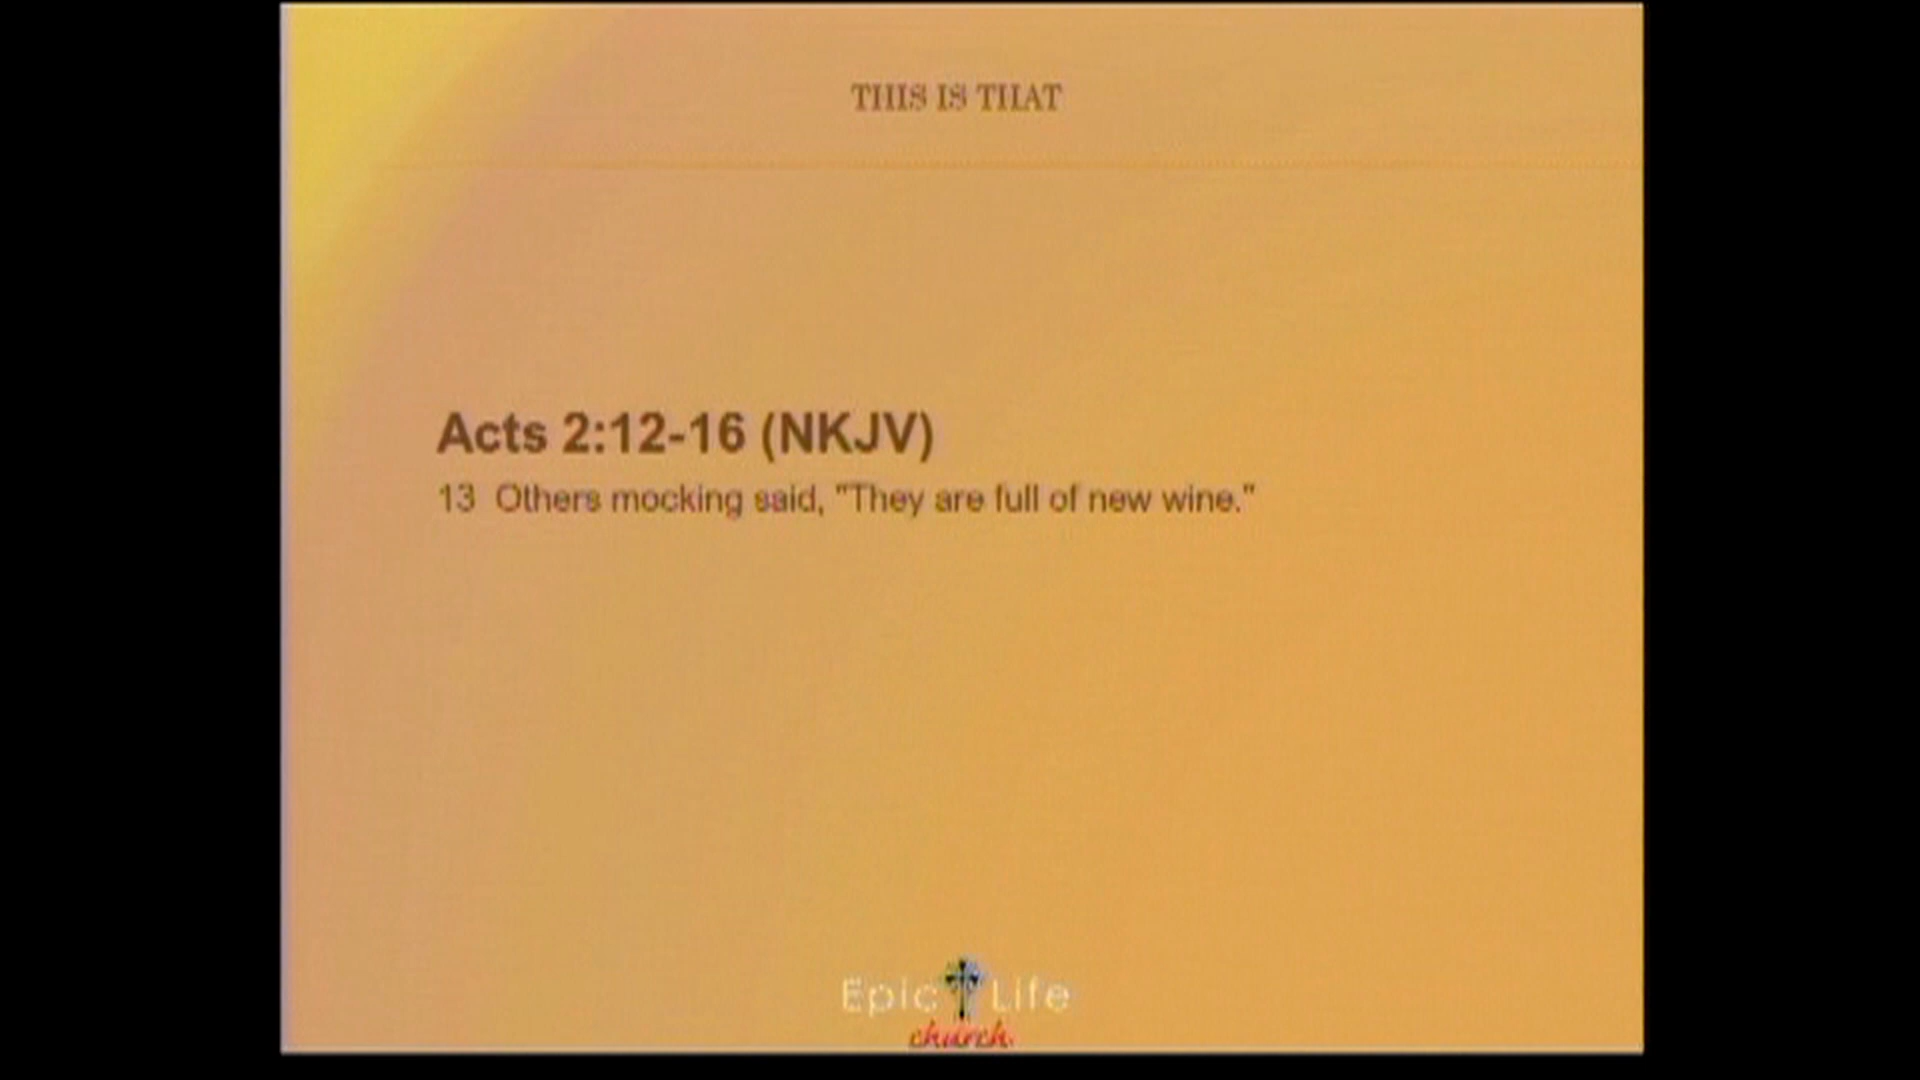 THIS IS THAT
Acts 2:12-16 (NKJV)
13 Others mocking said, "They are full of new wine."
Epic Life
church.